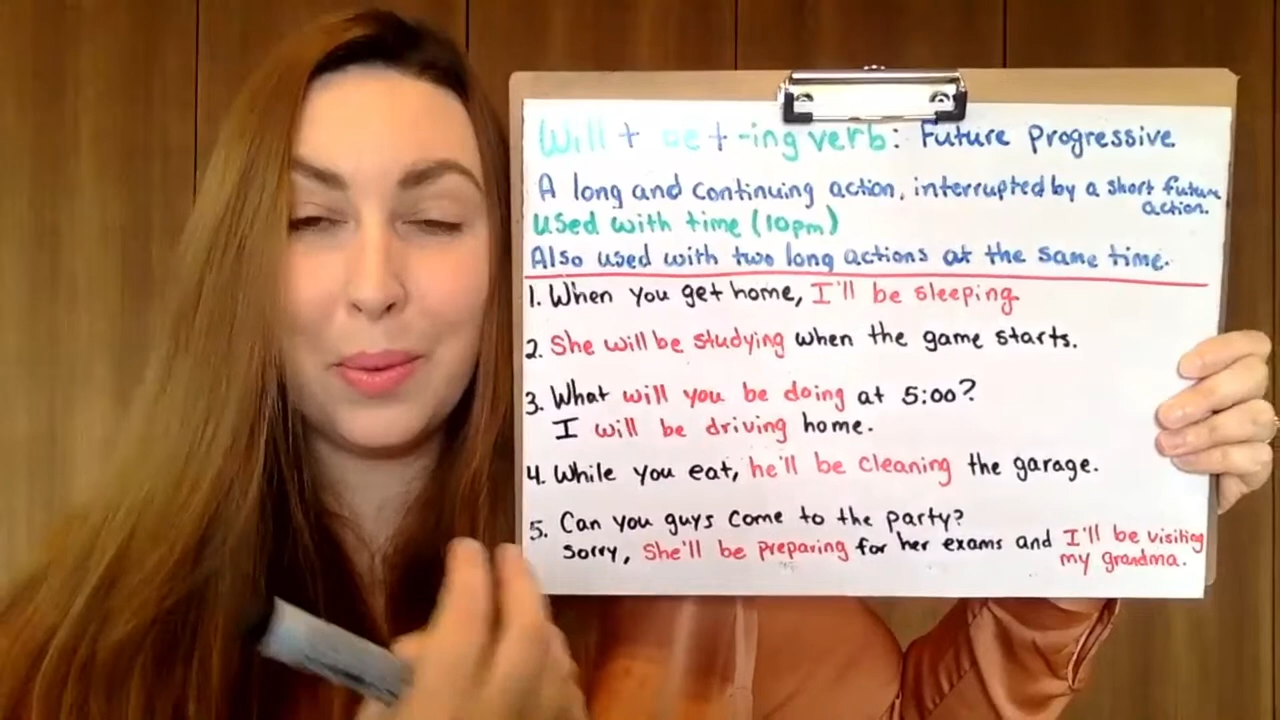 Will + be + -ing verb: Future Progressive
A long and continuing action, interrupted by a short future
action.
Used with time (10pm)
Also used with two long actions at the same time.
1. When you get home, I'll be sleeping
2. She will be studying when the game starts.
3. What will you be doing at 5:00?
I will be driving home.
4. While you eat, he'll be cleaning the garage.
5. Can you guys come to the party?
Sorry, She'll be preparing for her exams and I'll be visiting
my grandma.